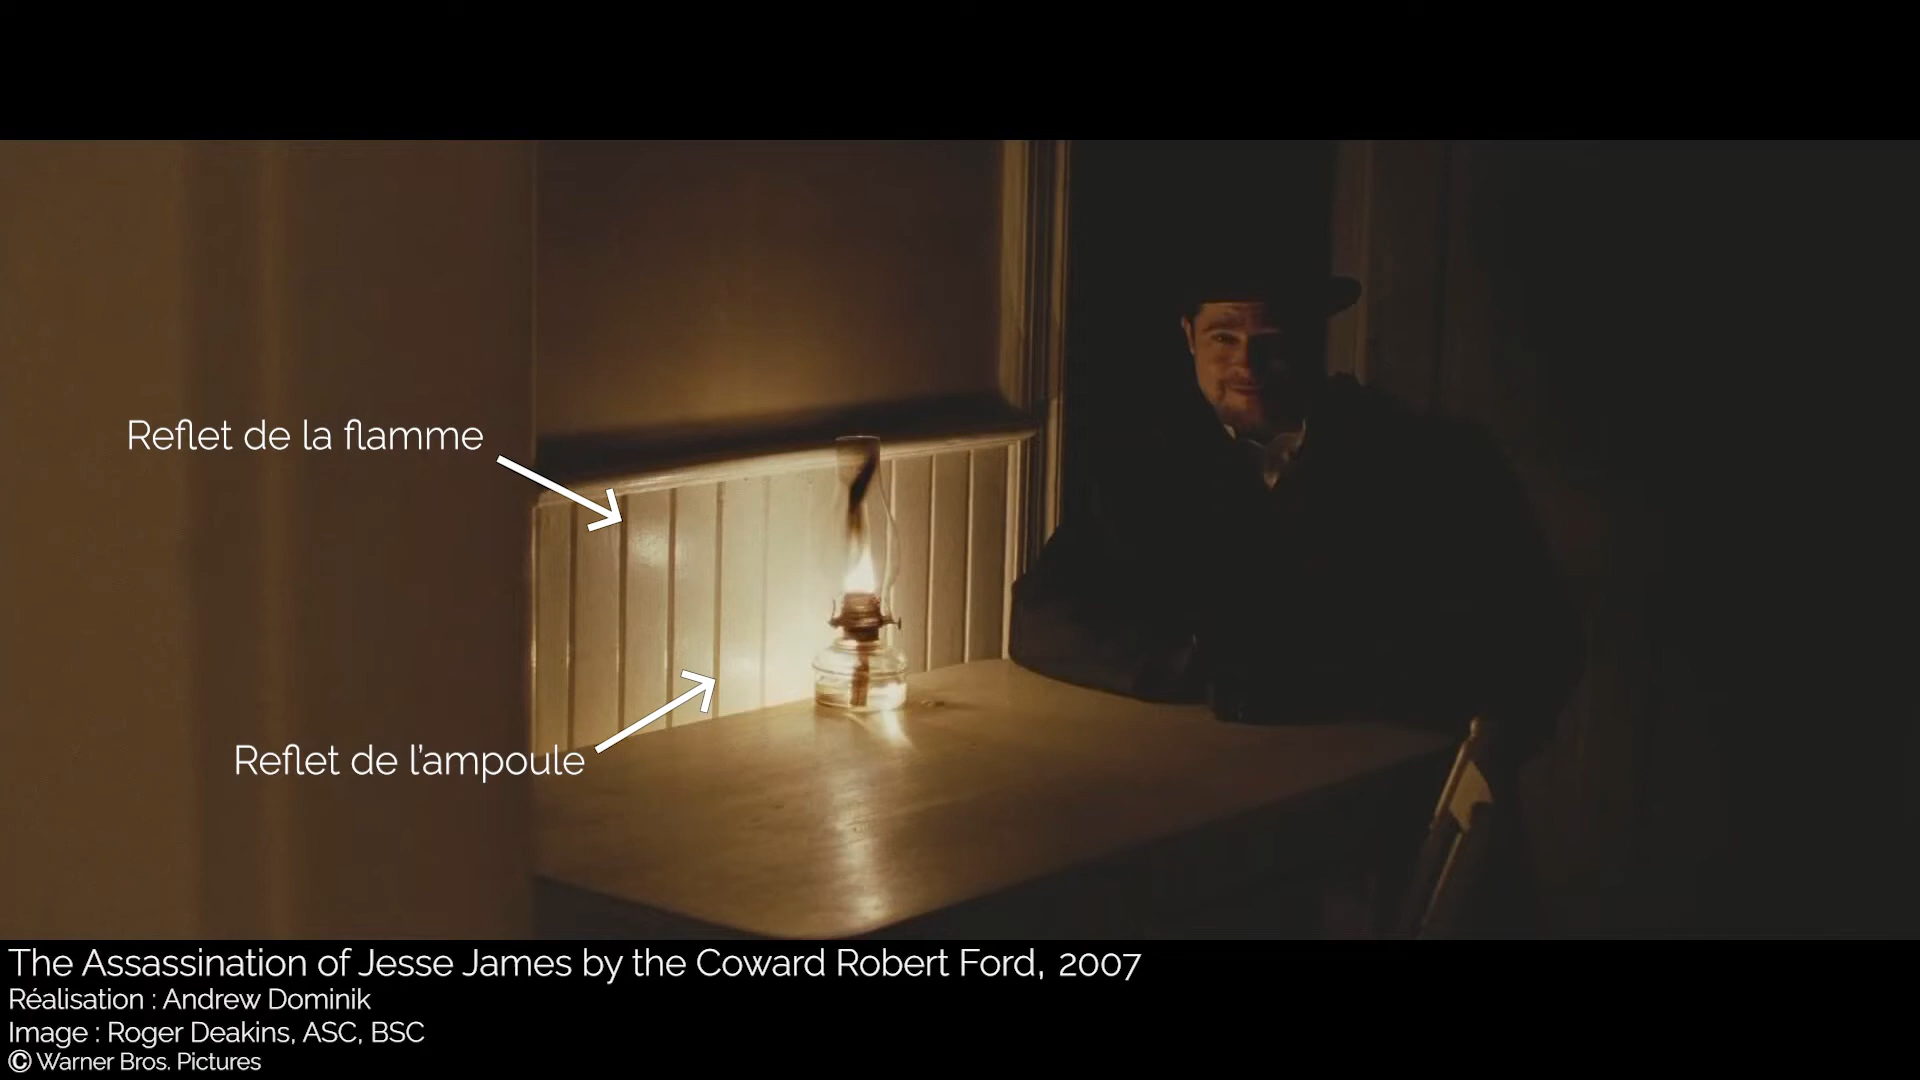 Reflet de la flamme
Reflet de l'ampoule
The Assassination of Jesse James by the Coward Robert Ford, 2007
Réalisation : Andrew Dominik
Image : Roger Deakins, ASC, BSC
© Warner Bros. Pictures